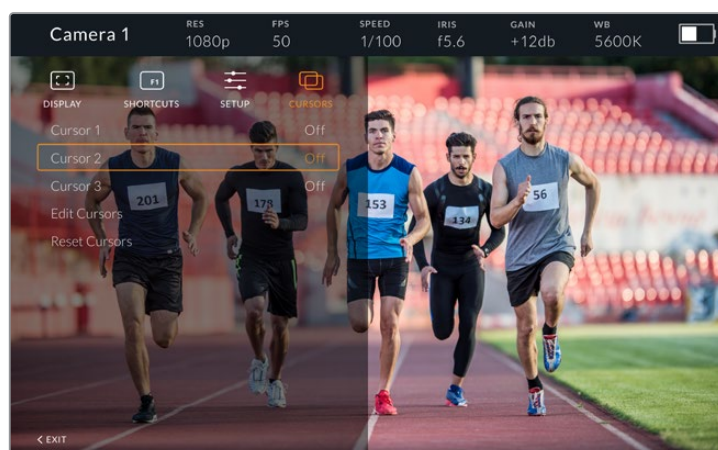 Camera 1
RES
1080p
FPS
50
SPEED
1/100
IRIS
f5.6
GAIN
+12db
WB
5600K
DISPLAY
F1
SHORTCUTS
SETUP
CURSORS
Cursor 1 Off
Cursor 2 Off
Cursor 3 Off
Edit Cursors
Reset Cursors
201
178
153
134
56
< EXIT